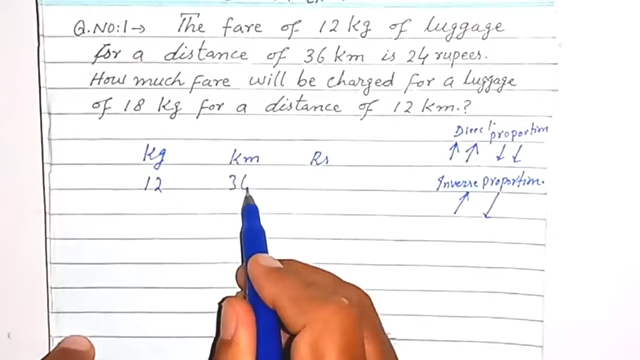 Q.NO:1→ The fare of 12 kg of luggage
for a distance of 36 km is 24 rupees.
How much fare will be charged for a luggage
of 18 kg for a distance of 12 km.?
Direct proportion
↑ ↑ ↓ ↓
Kg Km Rs
12 36
Inverse proportion.
↑ ↓